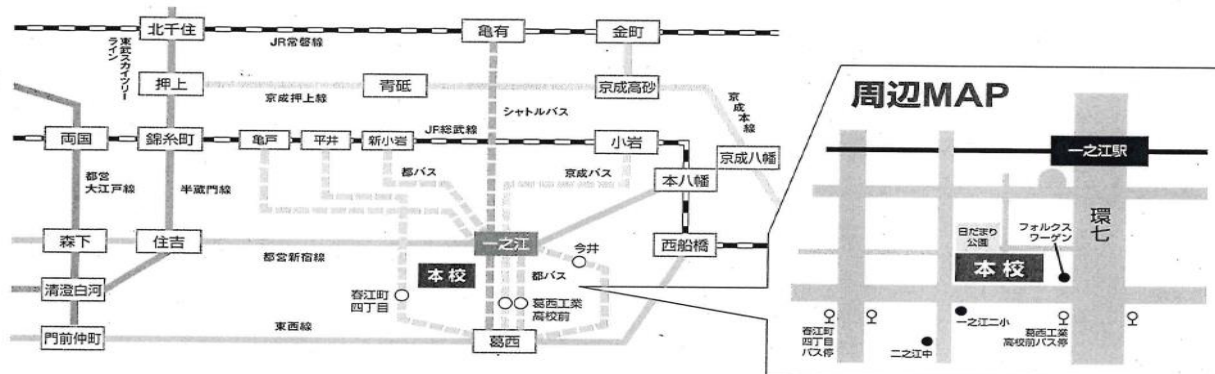 北千住
亀有
金町
JR常磐線
東武スカイツリー
ライン
押上
青砥
京成高砂
京成押上線
シャトルバス
京成本線
両国
錦糸町
亀戸
平井
新小岩
JR総武線
小岩
京成八幡
都営
大江戸線
半蔵門線
都バス
京成バス
本八幡
森下
住吉
一之江
今井
西船橋
都営新宿線
本校
都バス
清澄白河
春江町
四丁目
葛西工業
高校前
門前仲町
東西線
葛西
周辺MAP
一之江駅
環七
日だまり
公園
フォルクス
ワーゲン
本校
春江町
四丁目
バス停
一之江二小
二之江中
葛西工業
高校前バス停